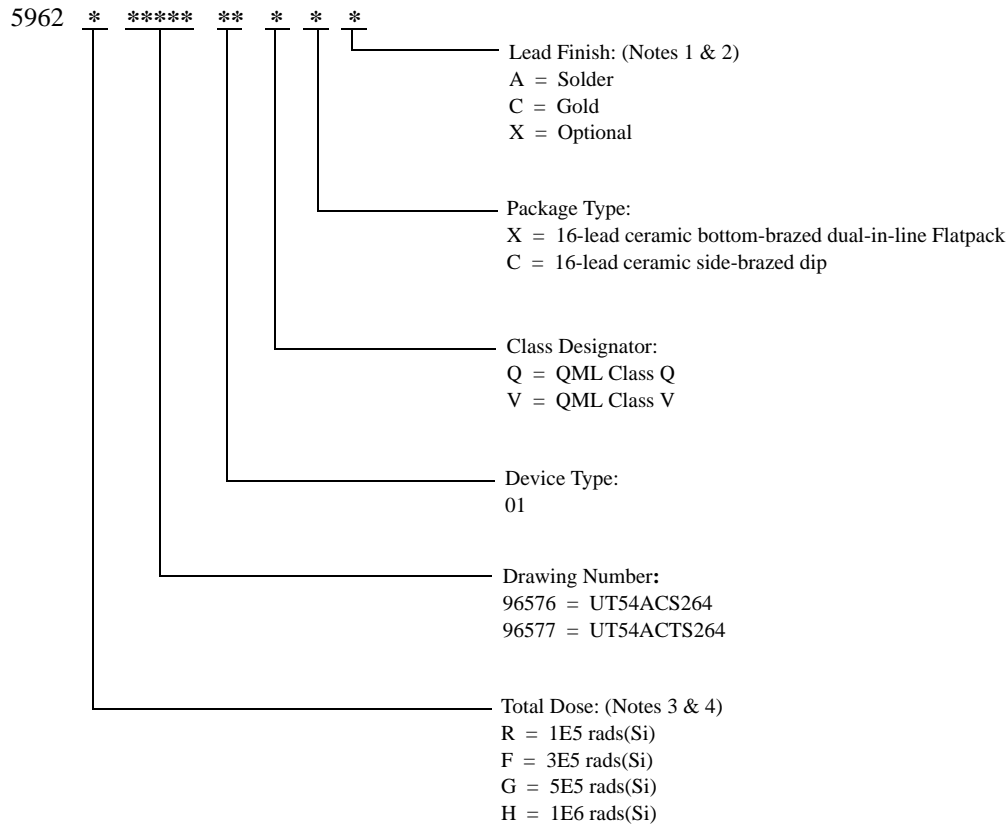 5962 * ***** ** * * *
Lead Finish: (Notes 1 & 2)
A = Solder
C = Gold
X = Optional
Package Type:
X = 16-lead ceramic bottom-brazed dual-in-line Flatpack
C = 16-lead ceramic side-brazed dip
Class Designator:
Q = QML Class Q
V = QML Class V
Device Type:
01
Drawing Number:
96576 = UT54ACS264
96577 = UT54ACTS264
Total Dose: (Notes 3 & 4)
R = 1E5 rads(Si)
F = 3E5 rads(Si)
G = 5E5 rads(Si)
H = 1E6 rads(Si)